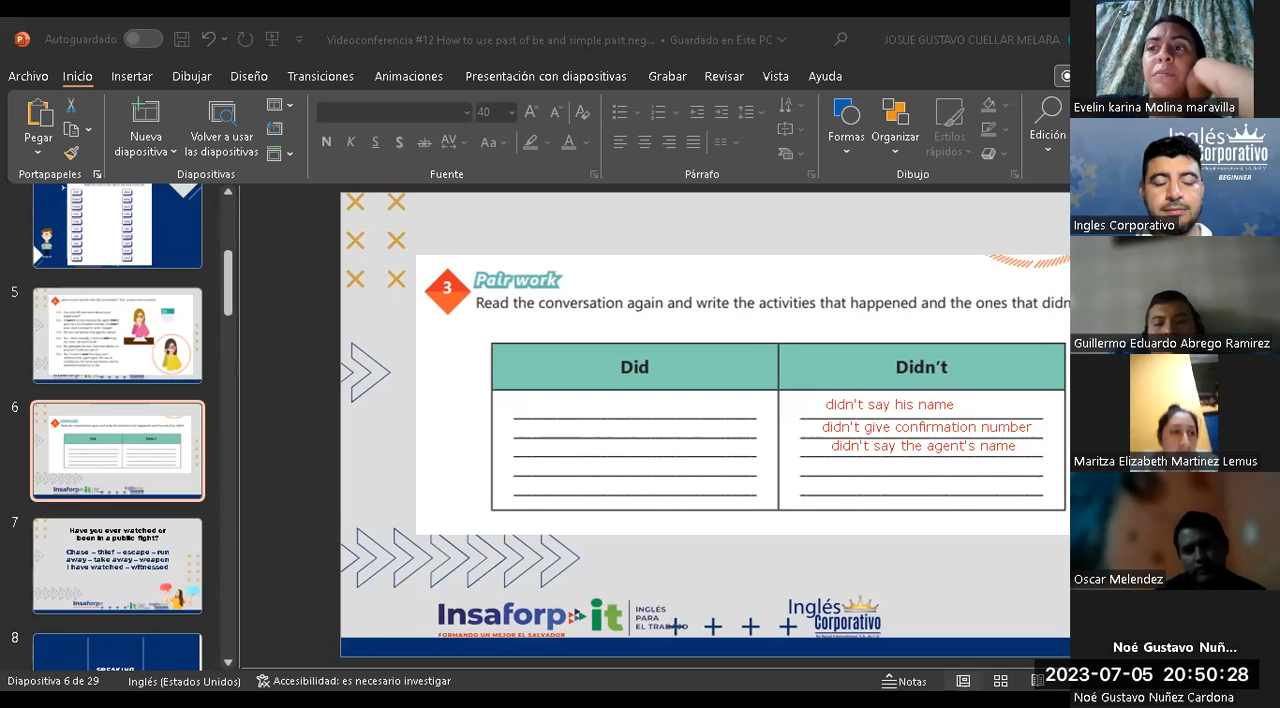 Autoguardado
Videoconferencia #12 How to use past of be and simple past neg... • Guardado en Este PC
JOSUE GUSTAVO CUELLAR MELARA
Archivo Inicio Insertar Dibujar Diseño Transiciones Animaciones Presentación con diapositivas Grabar Revisar Vista Ayuda
Pegar
Nueva diapositiva
Volver a usar las diapositivas
40
N K S S ab AV Aa A
Formas Organizar Estilos rápidos Edición
Portapapeles Diapositivas Fuente Párrafo Dibujo
5
6
7
Have you ever watched or
been in a public fight?
Chase – thief – escape – run
away – take away – weapon
I have watched – witnessed
8
3
Pair work
Read the conversation again and write the activities that happened and the ones that didn
Did Didn't
didn't say his name
didn't give confirmation number
didn't say the agent's name
Insaforp it
FORMANDO UN MEJOR EL SALVADOR
INGLÉS
PARA
EL TRABAJO
Inglés
Corporativo
Evelin karina Molina maravilla
Inglés
Corporativo
BEGINNER
Ingles Corporativo
Guillermo Eduardo Abrego Ramirez
Maritza Elizabeth Martinez Lemus
Oscar Melendez
Noé Gustavo Nuñ...
2023-07-05 20:50:28
Noé Gustavo Nuñez Cardona
Diapositiva 6 de 29 Inglés (Estados Unidos) Accesibilidad: es necesario investigar Notas